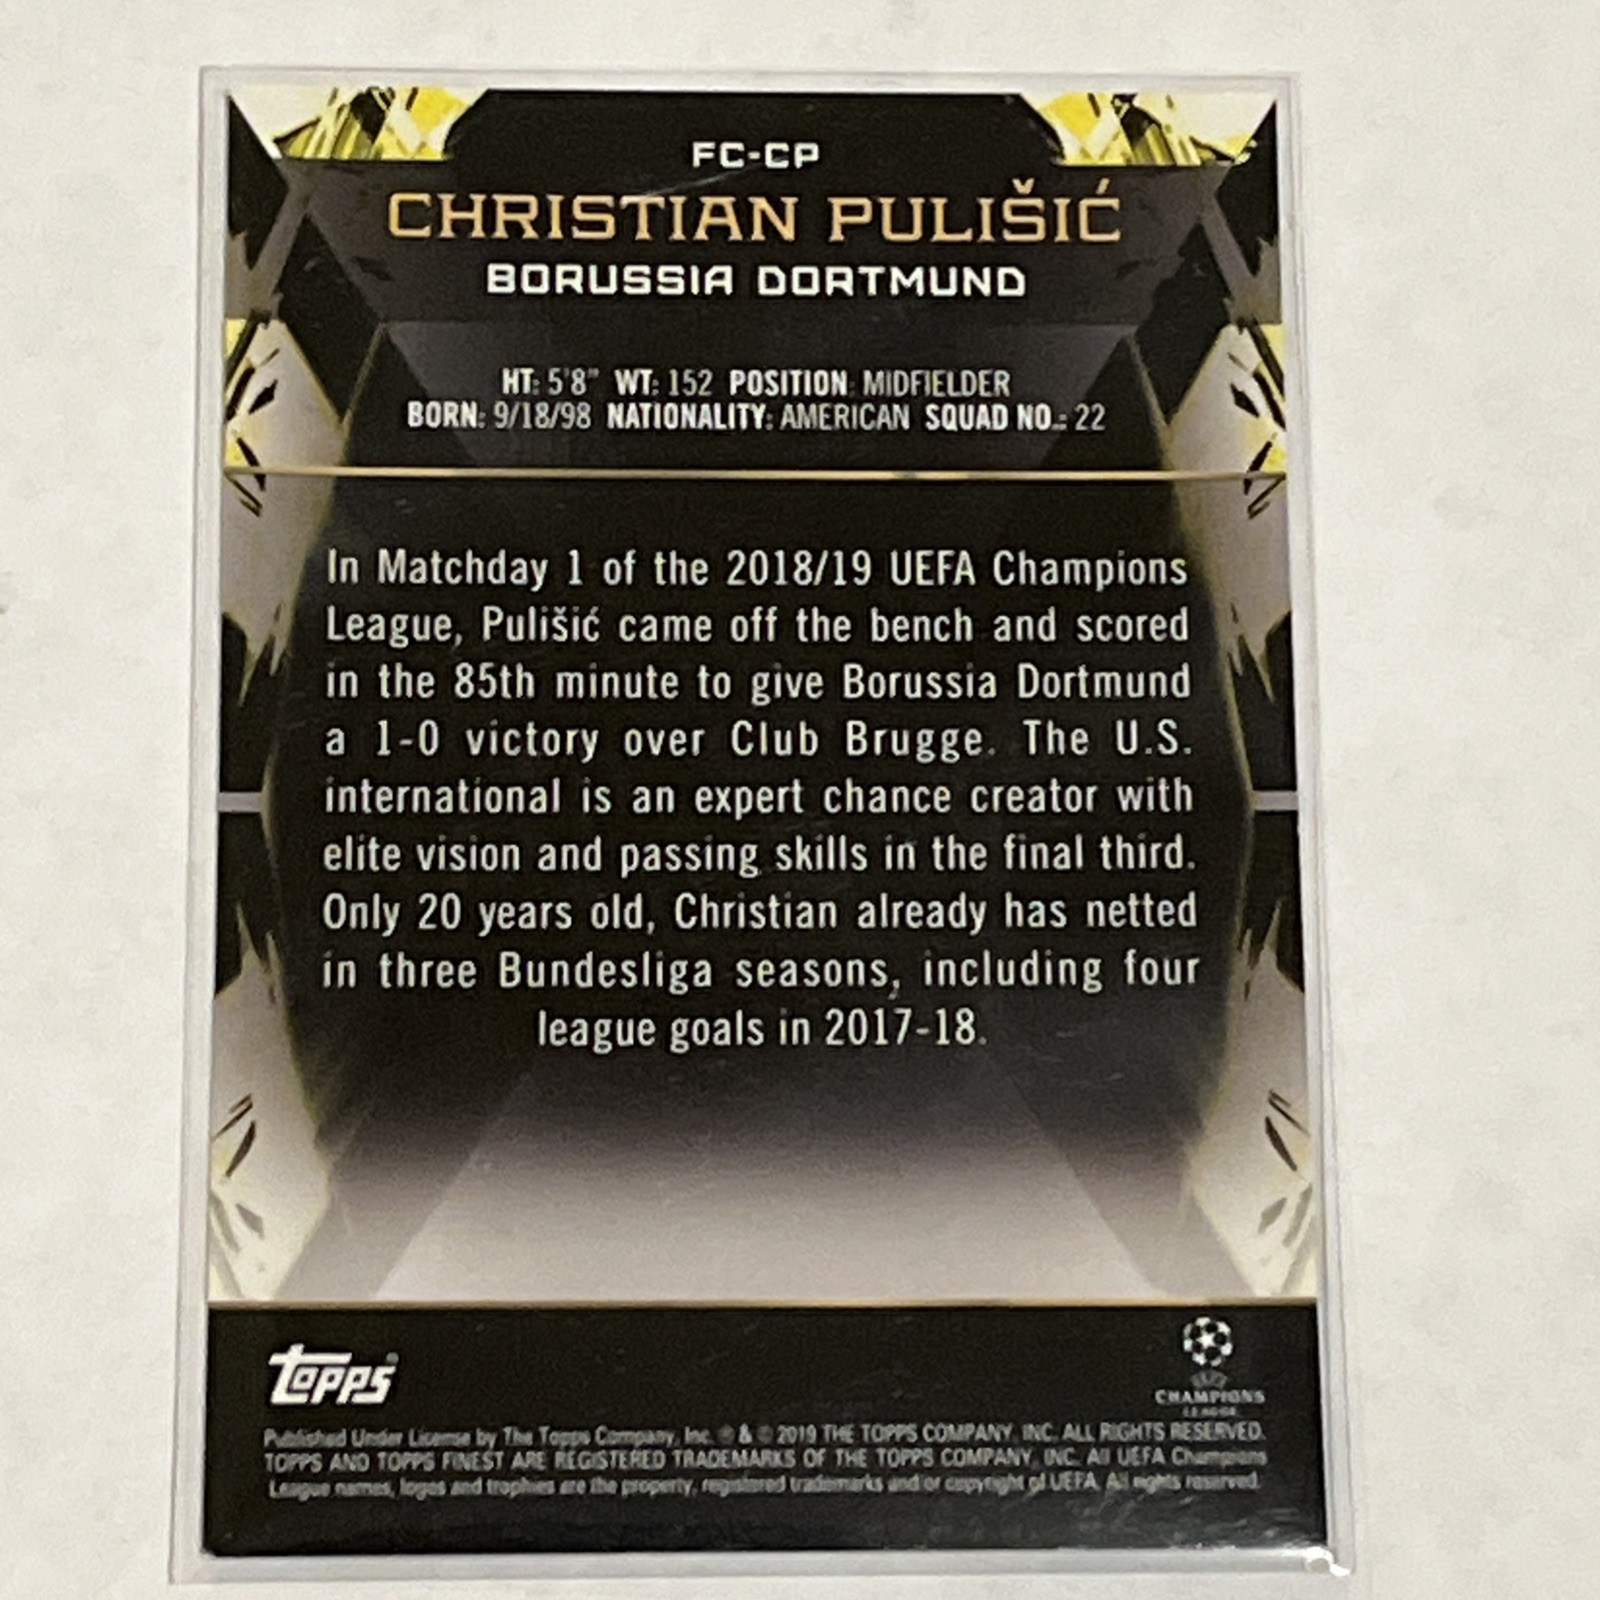 FC-CP
CHRISTIAN PULIŠIĆ
BORUSSIA DORTMUND
HT: 5'8" WT: 152 POSITION: MIDFIELDER
BORN: 9/18/98 NATIONALITY: AMERICAN SQUAD NO.: 22
In Matchday 1 of the 2018/19 UEFA Champions
League, Pulišić came off the bench and scored
in the 85th minute to give Borussia Dortmund
a 1-0 victory over Club Brugge. The U.S.
international is an expert chance creator with
elite vision and passing skills in the final third.
Only 20 years old, Christian already has netted
in three Bundesliga seasons, including four
league goals in 2017-18.
Topps
UEFA
CHAMPIONS
LEAGUE
Published Under License by The Topps Company, Inc. ® & © 2019 THE TOPPS COMPANY, INC. ALL RIGHTS RESERVED.
TOPPS AND TOPPS FINEST ARE REGISTERED TRADEMARKS OF THE TOPPS COMPANY, INC. All UEFA Champions
League names, logos and trophies are the property, registered trademarks and or copyright of UEFA. All rights reserved.